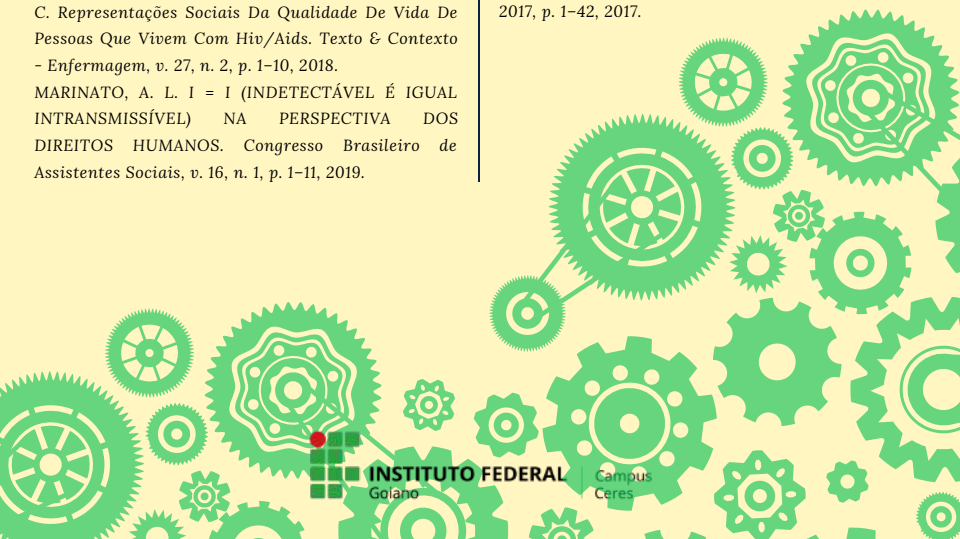 C. Representações Sociais Da Qualidade De Vida De
Pessoas Que Vivem Com Hiv/Aids. Texto & Contexto
- Enfermagem, v. 27, n. 2, p. 1–10, 2018.
MARINATO, A. L. I = I (INDETECTÁVEL É IGUAL
INTRANSMISSÍVEL) NA PERSPECTIVA DOS
DIREITOS HUMANOS. Congresso Brasileiro de
Assistentes Sociais, v. 16, n. 1, p. 1–11, 2019.
2017, p. 1–42, 2017.
INSTITUTO FEDERAL
Goiano
Campus
Ceres